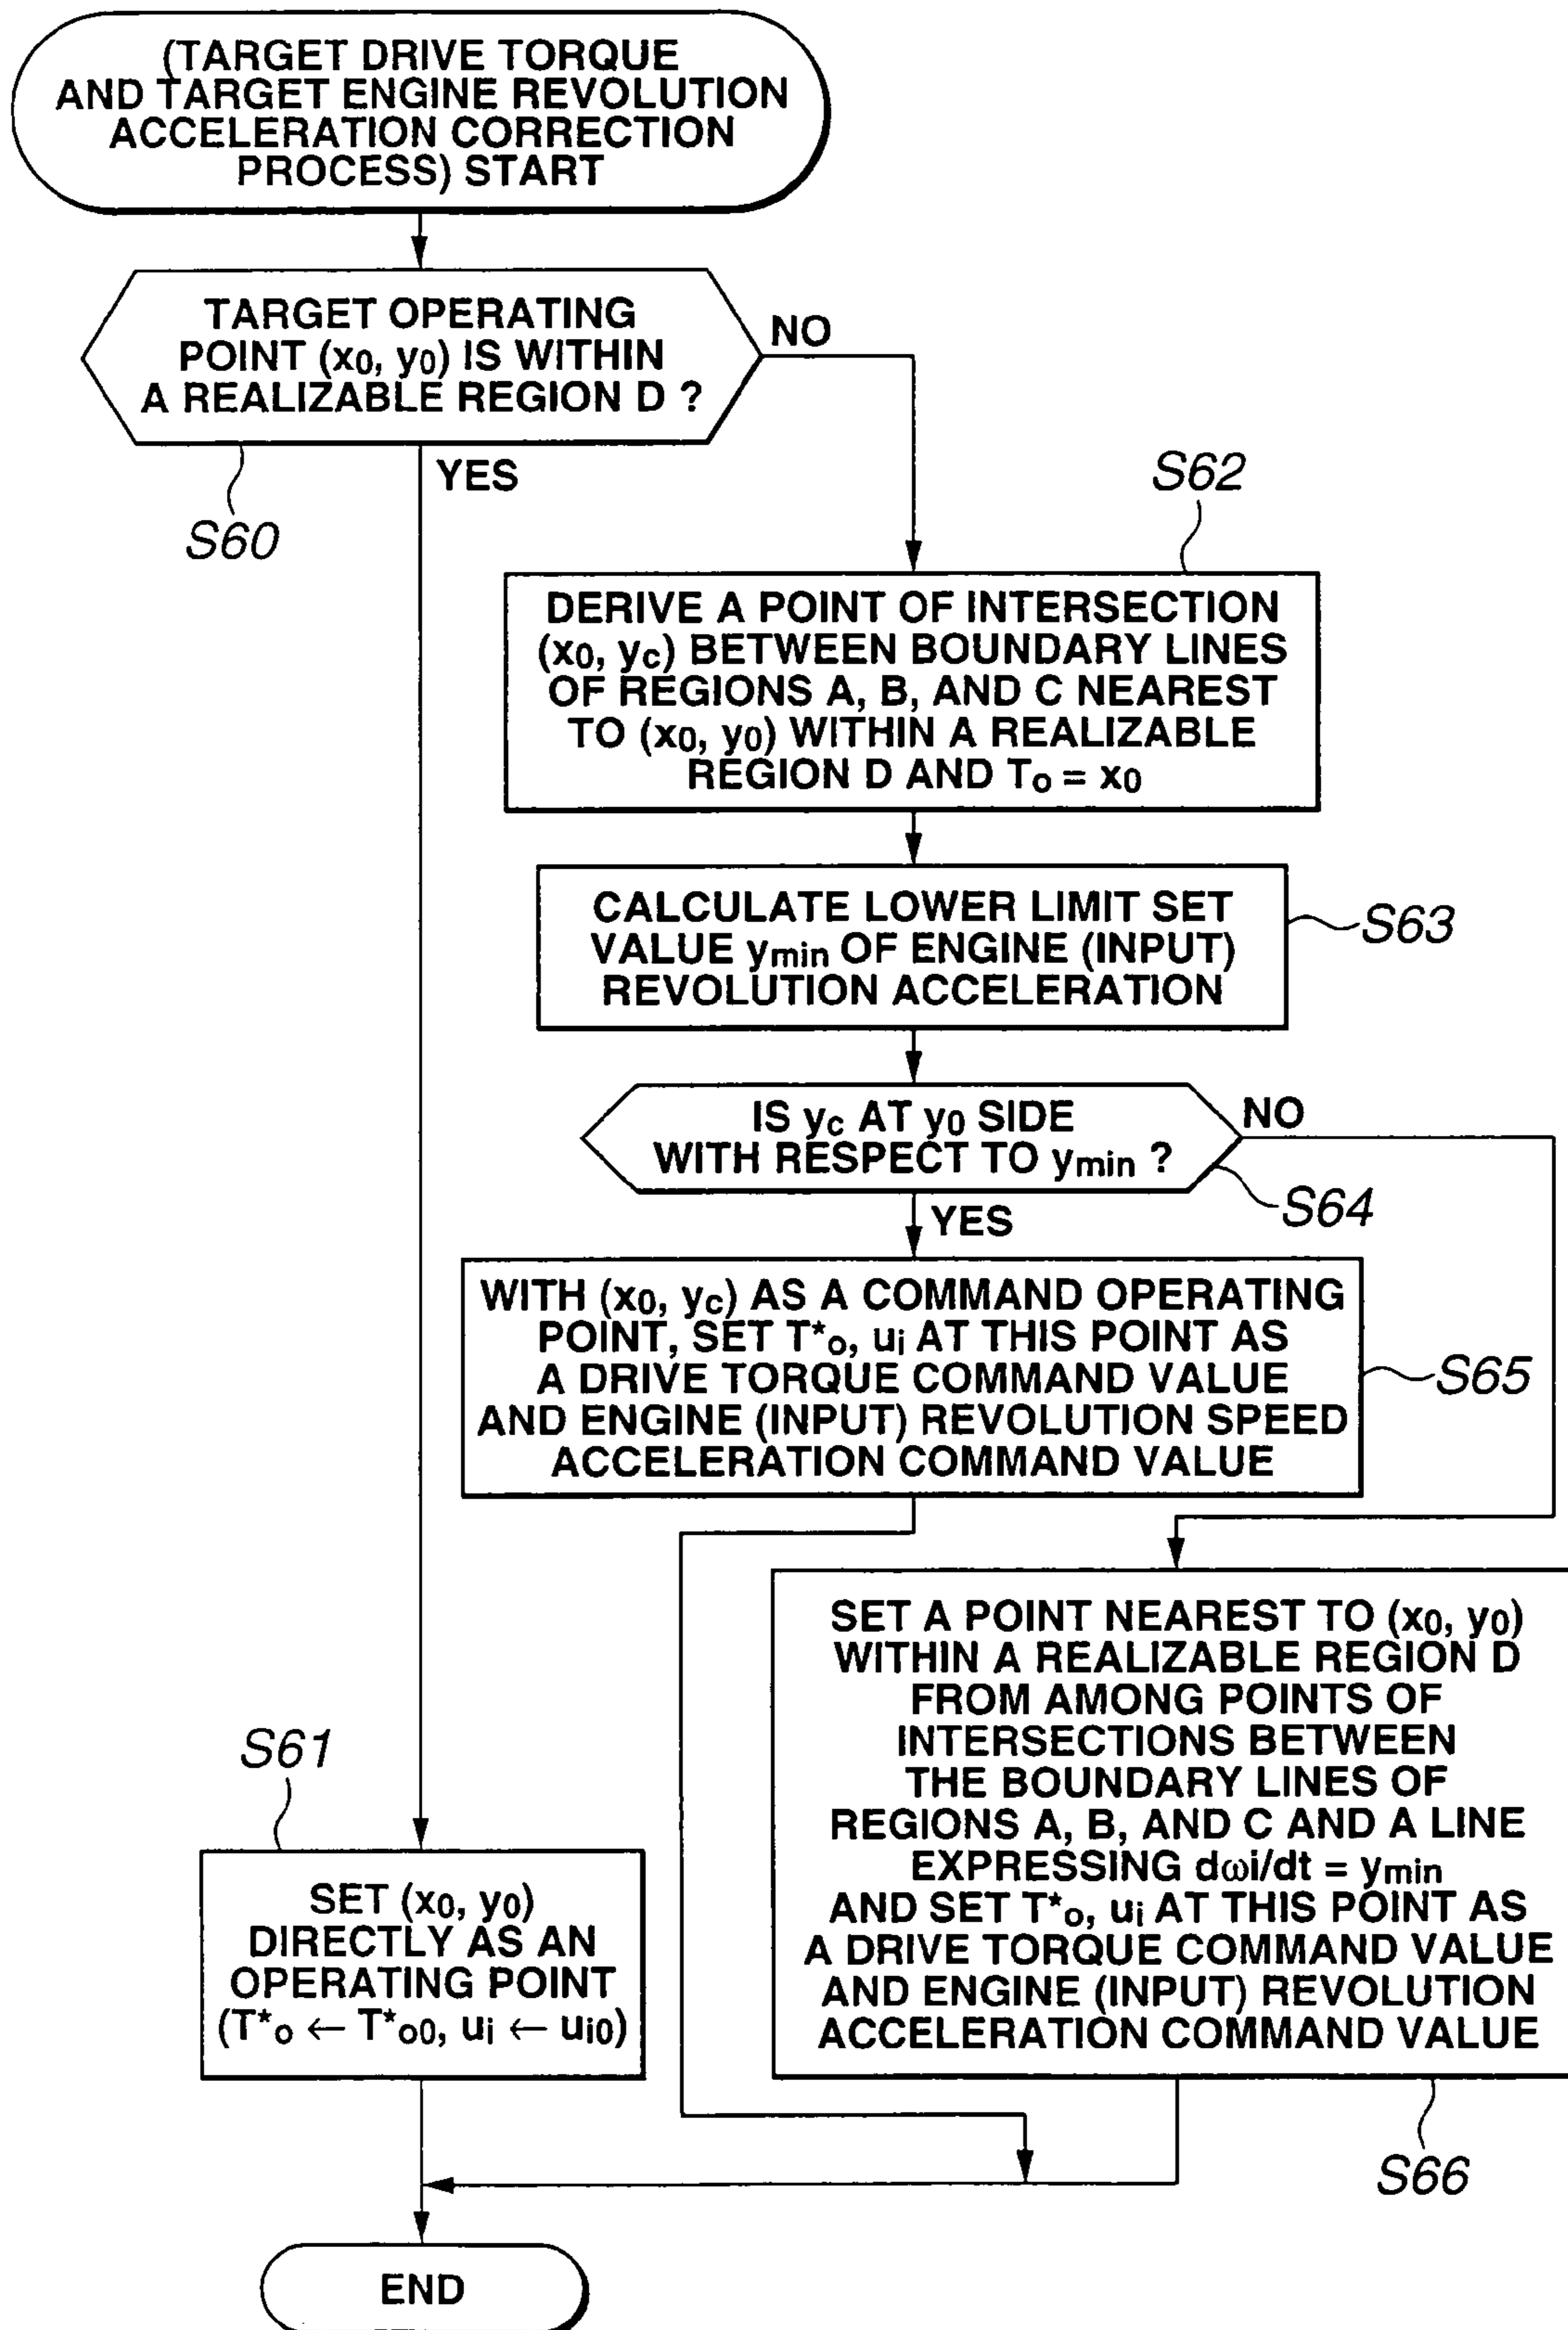 (TARGET DRIVE TORQUE
AND TARGET ENGINE REVOLUTION
ACCELERATION CORRECTION
PROCESS) START
TARGET OPERATING
POINT (x0, y0) IS WITHIN
A REALIZABLE REGION D ?
NO
YES
S60
S62
DERIVE A POINT OF INTERSECTION
(x0, yc) BETWEEN BOUNDARY LINES
OF REGIONS A, B, AND C NEAREST
TO (x0, y0) WITHIN A REALIZABLE
REGION D AND To = x0
CALCULATE LOWER LIMIT SET
VALUE ymin OF ENGINE (INPUT)
REVOLUTION ACCELERATION
S63
IS yc AT y0 SIDE
WITH RESPECT TO ymin ?
NO
S64
YES
WITH (x0, yc) AS A COMMAND OPERATING
POINT, SET T*o, ui AT THIS POINT AS
A DRIVE TORQUE COMMAND VALUE
AND ENGINE (INPUT) REVOLUTION SPEED
ACCELERATION COMMAND VALUE
S65
SET A POINT NEAREST TO (x0, y0)
WITHIN A REALIZABLE REGION D
FROM AMONG POINTS OF
INTERSECTIONS BETWEEN
THE BOUNDARY LINES OF
REGIONS A, B, AND C AND A LINE
EXPRESSING dωi/dt = ymin
AND SET T*o, ui AT THIS POINT AS
A DRIVE TORQUE COMMAND VALUE
AND ENGINE (INPUT) REVOLUTION
ACCELERATION COMMAND VALUE
S66
S61
SET (x0, y0)
DIRECTLY AS AN
OPERATING POINT
(T*o ← T*o0, ui ← ui0)
END